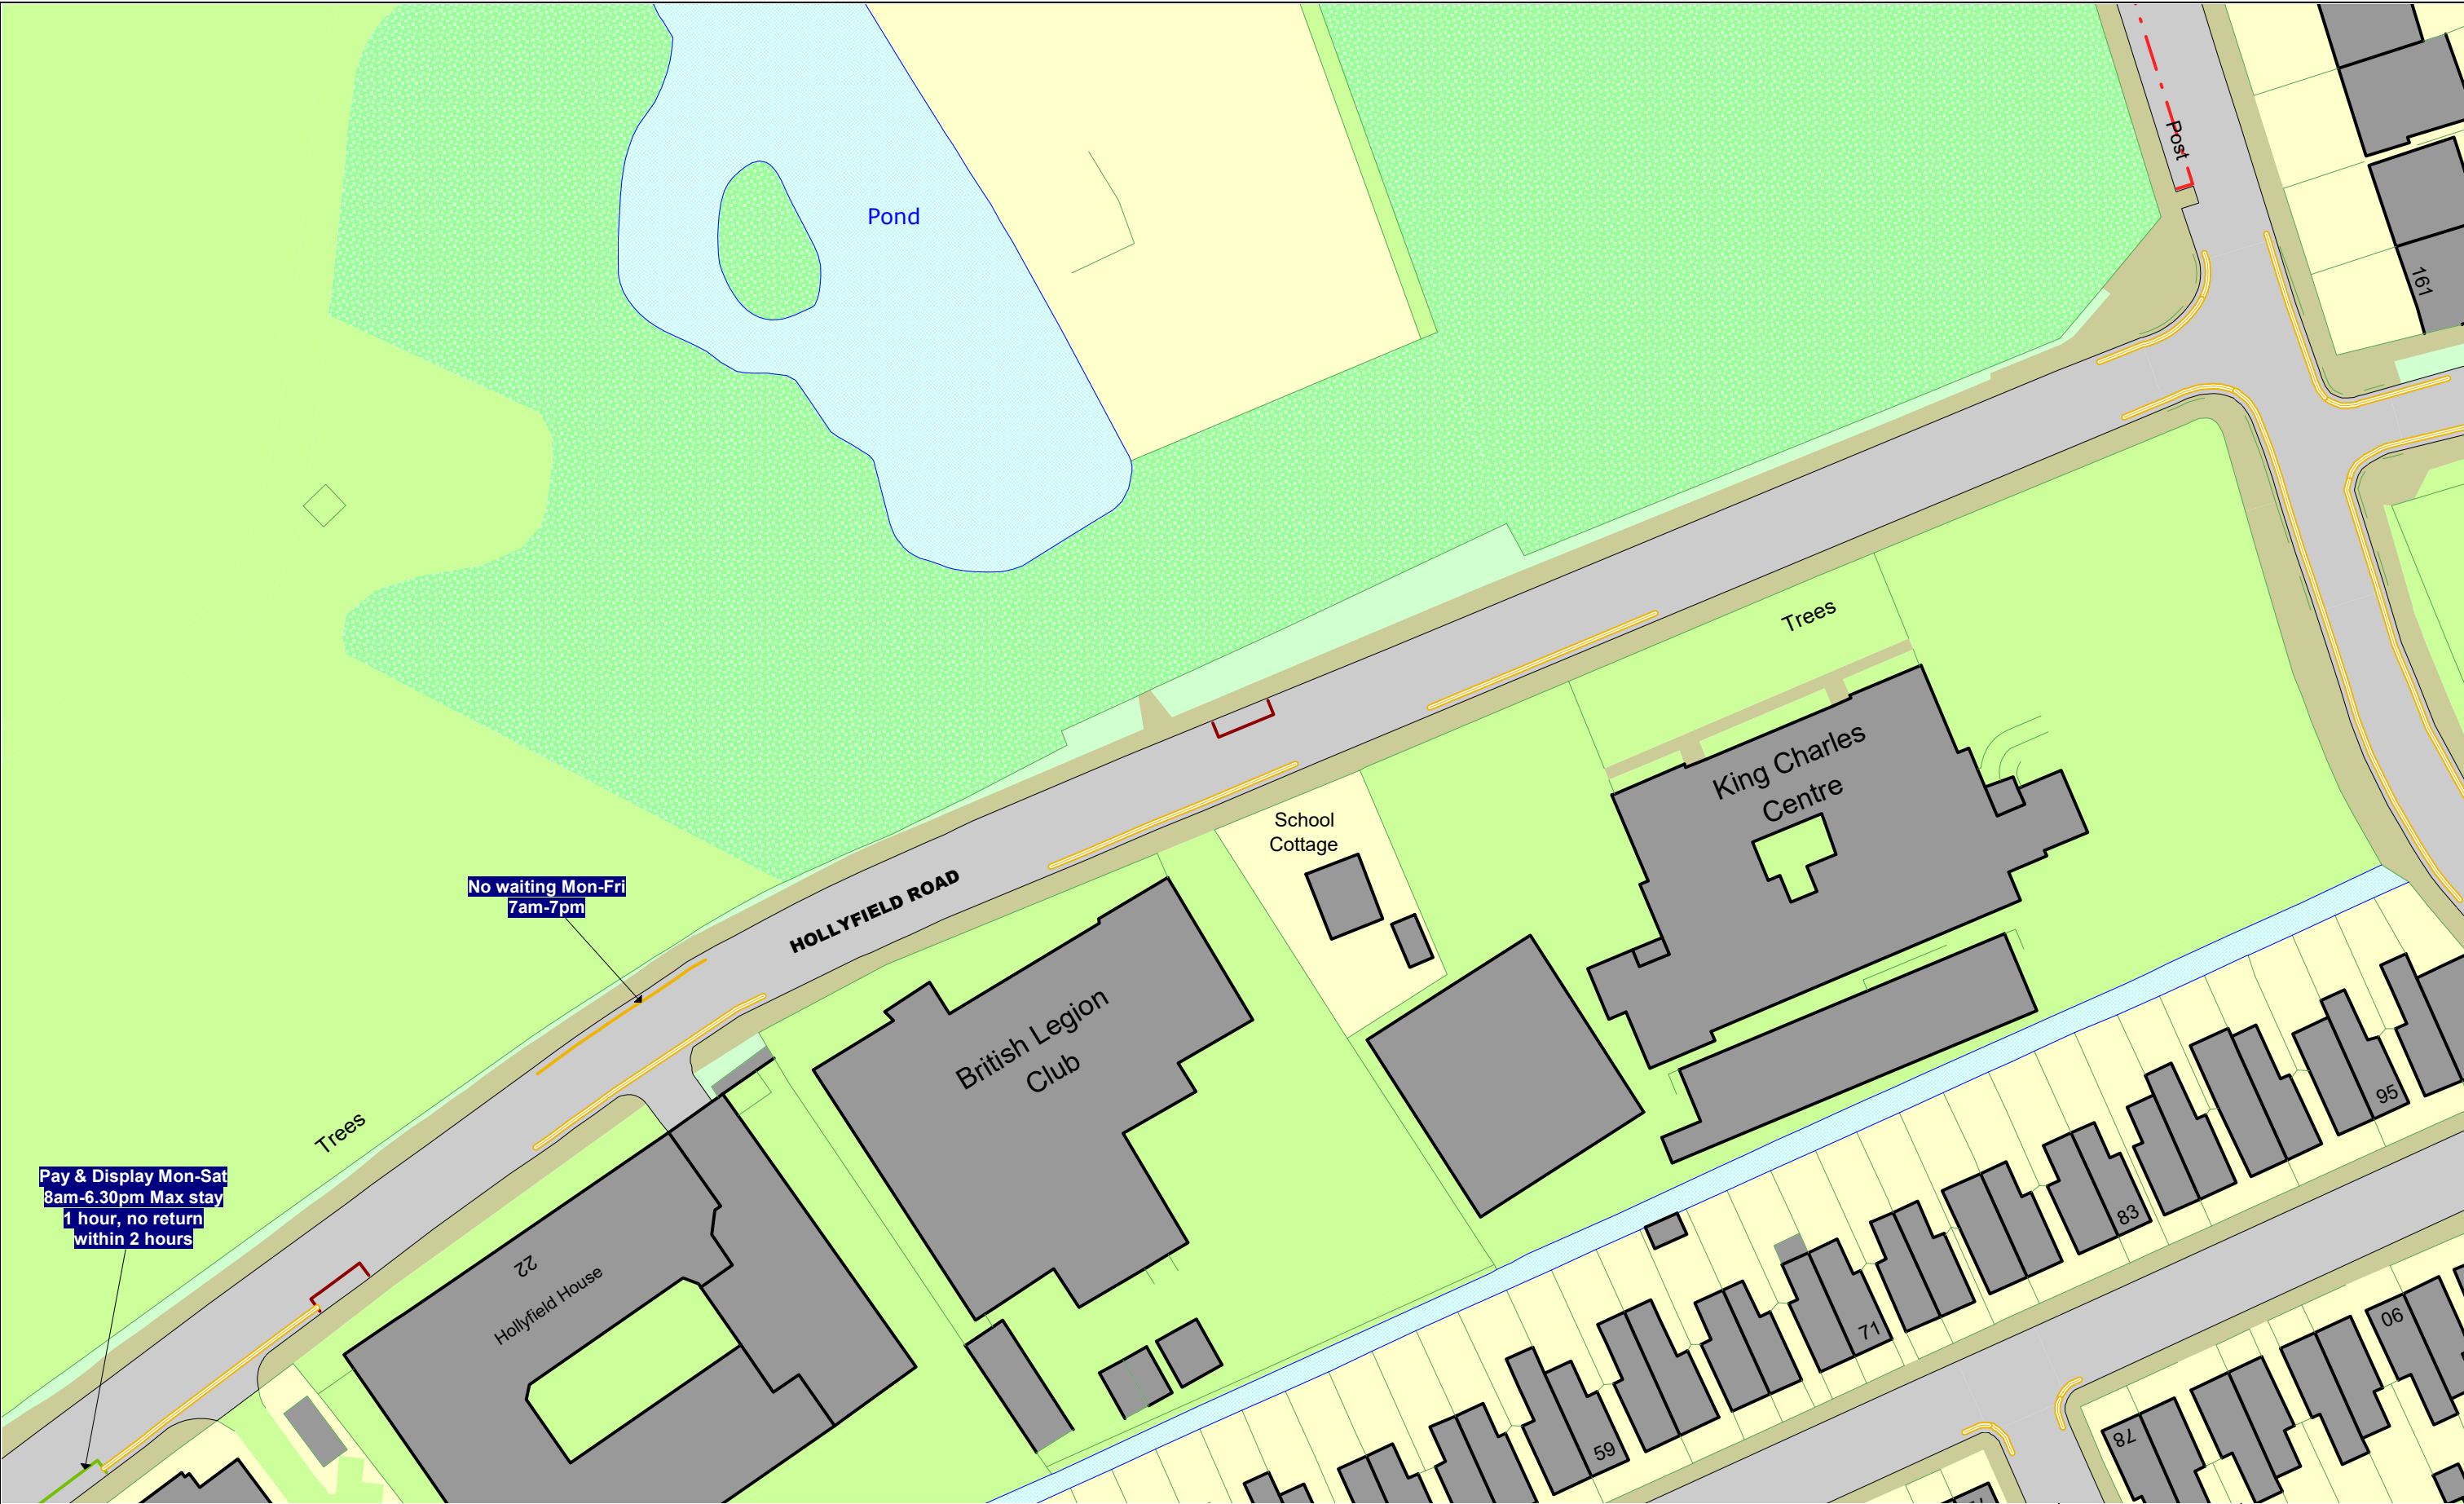 Post
Pond
161
Trees
King Charles
Centre
School
Cottage
No waiting Mon-Fri
7am-7pm
HOLLYFIELD ROAD
British Legion
Club
Trees
Pay & Display Mon-Sat
8am-6.30pm Max stay
1 hour, no return
within 2 hours
22
Hollyfield House
95
83
71
59
90
78